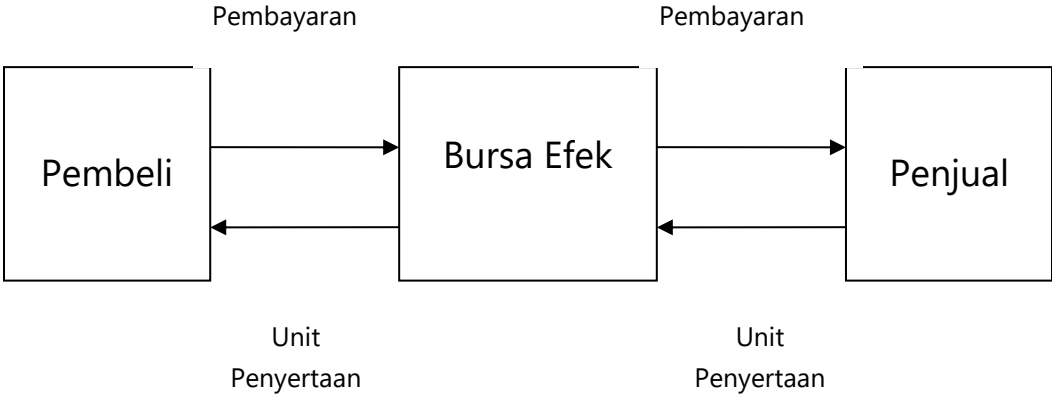 Pembayaran
Pembayaran
Pembeli
Bursa Efek
Penjual
Unit
Penyertaan
Unit
Penyertaan